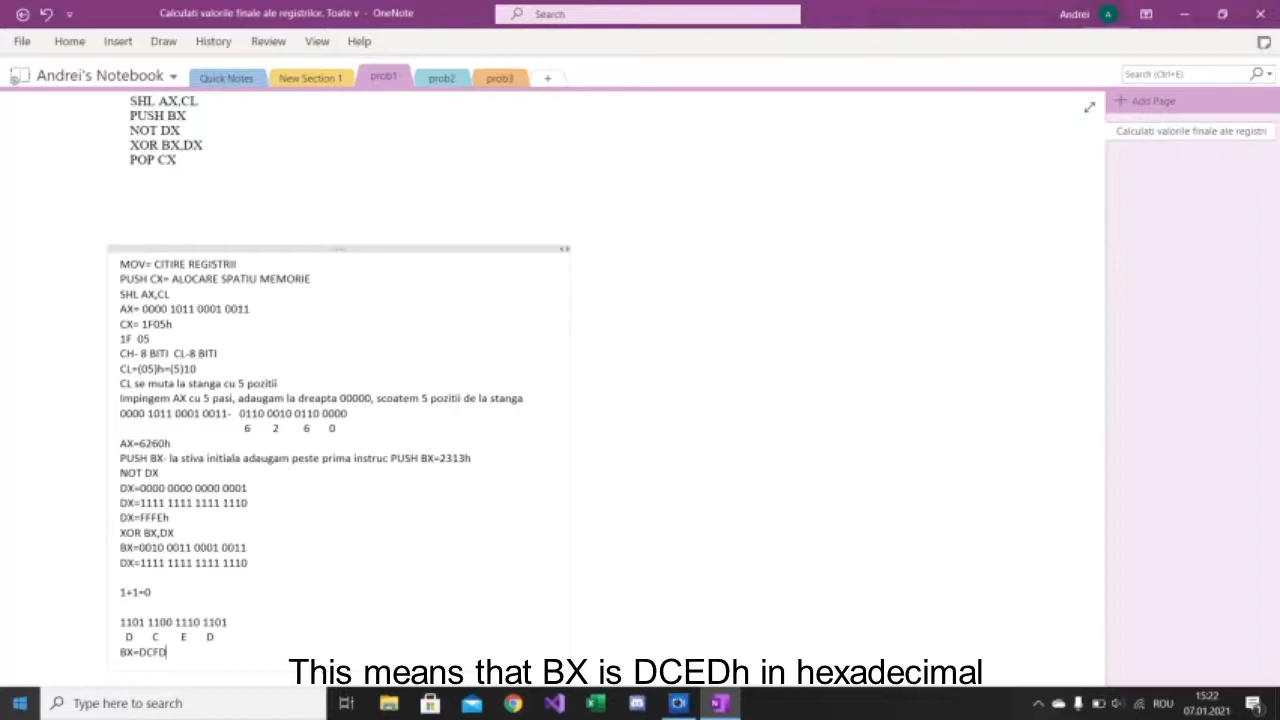 Calculati valorile finale ale registrilor. Toate v - OneNote
Search
Andrei
A
File Home Insert Draw History Review View Help
Andrei's Notebook
Quick Notes
New Section 1
prob1
prob2
prob3
+
Search (Ctrl+E)
Add Page
Calculati valorile finale ale registri
SHL AX,CL
PUSH BX
NOT DX
XOR BX,DX
POP CX
MOV= CITIRE REGISTRII
PUSH CX= ALOCARE SPATIU MEMORIE
SHL AX,CL
AX= 0000 1011 0001 0011
CX= 1F05h
1F 05
CH- 8 BITI CL-8 BITI
CL=(05)h=(5)10
CL se muta la stanga cu 5 pozitii
Impingem AX cu 5 pasi, adaugam la dreapta 00000, scoatem 5 pozitii de la stanga
0000 1011 0001 0011- 0110 0010 0110 0000
6 2 6 0
AX=6260h
PUSH BX- la stiva initiala adaugam peste prima instruc PUSH BX=2313h
NOT DX
DX=0000 0000 0000 0001
DX=1111 1111 1111 1110
DX=FFFEh
XOR BX,DX
BX=0010 0011 0001 0011
DX=1111 1111 1111 1110
1+1=0
1101 1100 1110 1101
D C E D
BX=DCFD
This means that BX is DCEDh in hexadecimal
Type here to search
ROU
15:22
07.01.2021
1